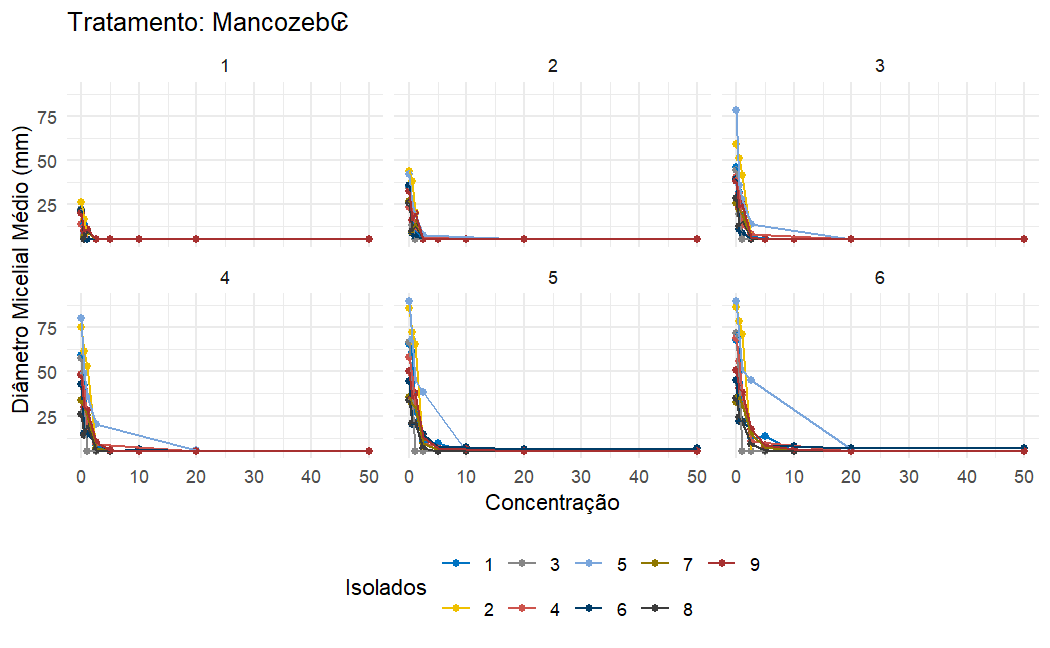 Tratamento: Mancozeb₢
1 2 3
75
50
25
4 5 6
75
50
25
0 10 20 30 40 50 0 10 20 30 40 50 0 10 20 30 40 50
Diâmetro Micelial Médio (mm)
Concentração
Isolados
1 3 5 7 9
2 4 6 8